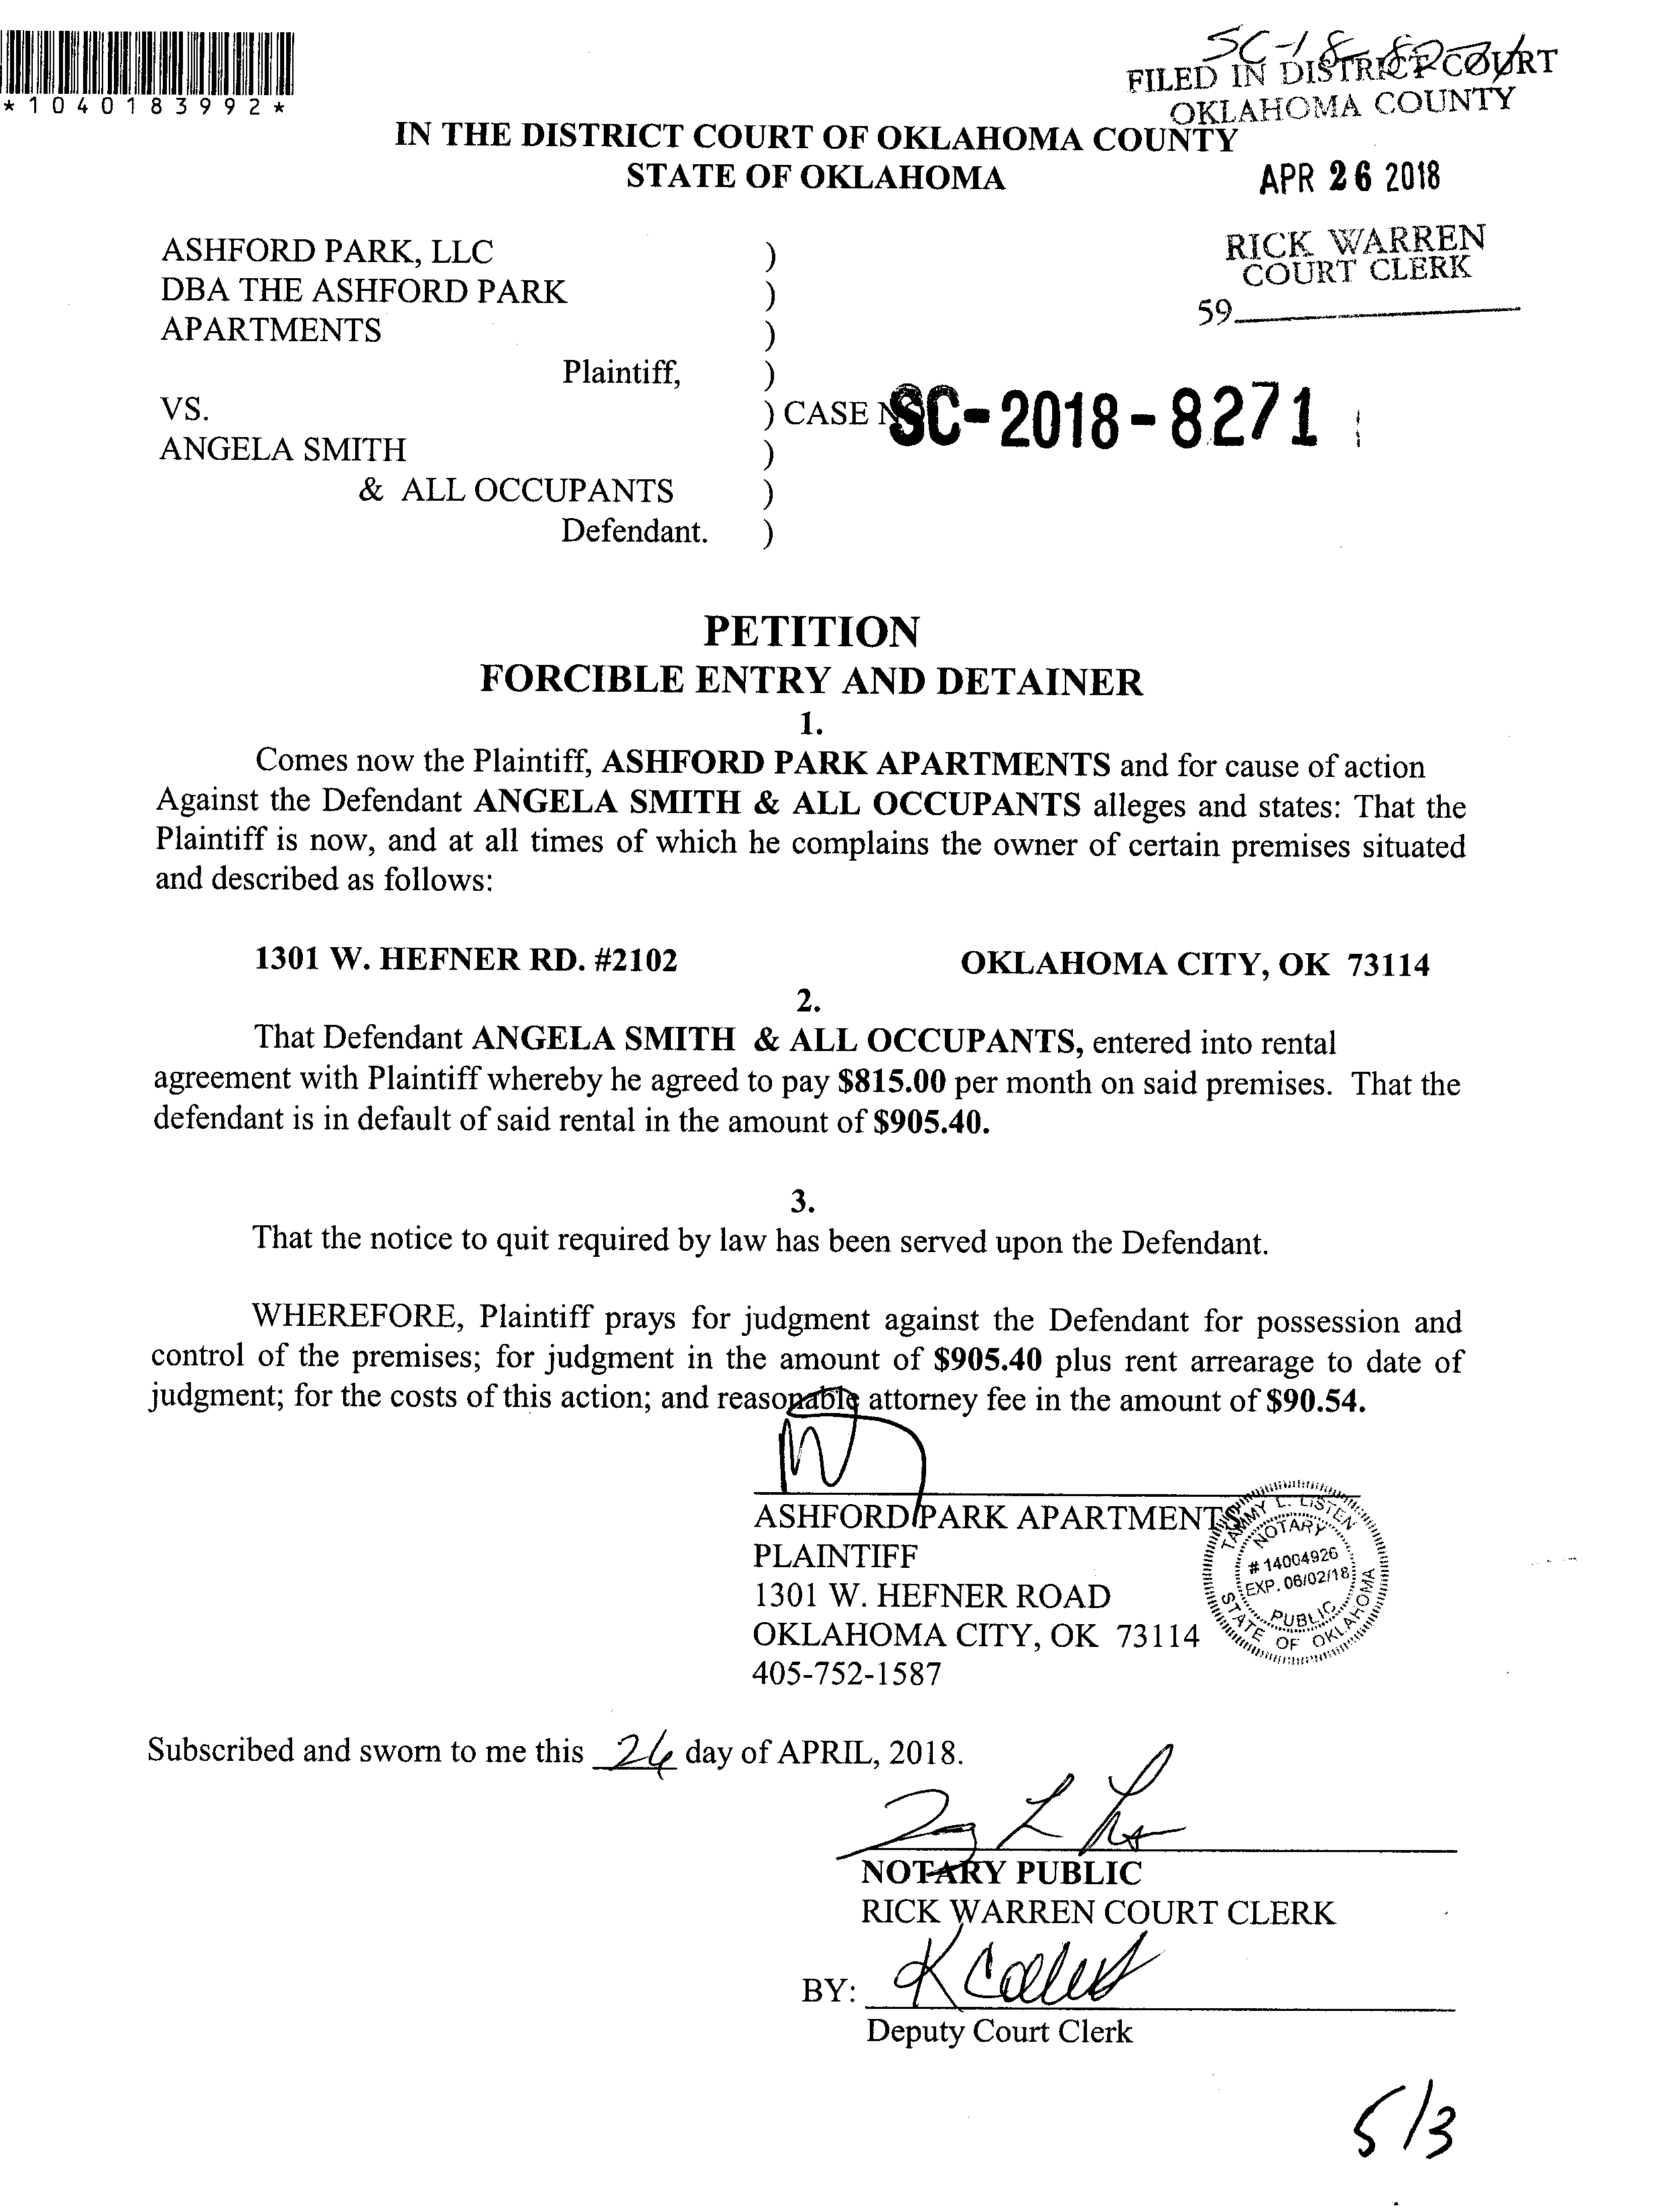 *1040183992*
FILED IN DISTRICT COURT
OKLAHOMA COUNTY
IN THE DISTRICT COURT OF OKLAHOMA COUNTY
STATE OF OKLAHOMA
APR 26 2018
RICK WARREN
COURT CLERK
59
ASHFORD PARK, LLC )
DBA THE ASHFORD PARK )
APARTMENTS )
Plaintiff, )
VS. ) CASE NO SC-2018-8271
ANGELA SMITH )
& ALL OCCUPANTS )
Defendant. )
PETITION
FORCIBLE ENTRY AND DETAINER
1.
Comes now the Plaintiff, ASHFORD PARK APARTMENTS and for cause of action
Against the Defendant ANGELA SMITH & ALL OCCUPANTS alleges and states: That the
Plaintiff is now, and at all times of which he complains the owner of certain premises situated
and described as follows:
1301 W. HEFNER RD. #2102 OKLAHOMA CITY, OK 73114
2.
That Defendant ANGELA SMITH & ALL OCCUPANTS, entered into rental
agreement with Plaintiff whereby he agreed to pay $815.00 per month on said premises. That the
defendant is in default of said rental in the amount of $905.40.
3.
That the notice to quit required by law has been served upon the Defendant.
WHEREFORE, Plaintiff prays for judgment against the Defendant for possession and
control of the premises; for judgment in the amount of $905.40 plus rent arrearage to date of
judgment; for the costs of this action; and reasonable attorney fee in the amount of $90.54.
ASHFORD PARK APARTMENTS
PLAINTIFF
1301 W. HEFNER ROAD
OKLAHOMA CITY, OK 73114
405-752-1587
TAMMY L. LISTEN
NOTARY
# 14004926
EXP. 06/02/18
PUBLIC
STATE OF OKLAHOMA
Subscribed and sworn to me this 26 day of APRIL, 2018.
NOTARY PUBLIC
RICK WARREN COURT CLERK
BY:
Deputy Court Clerk
5/3